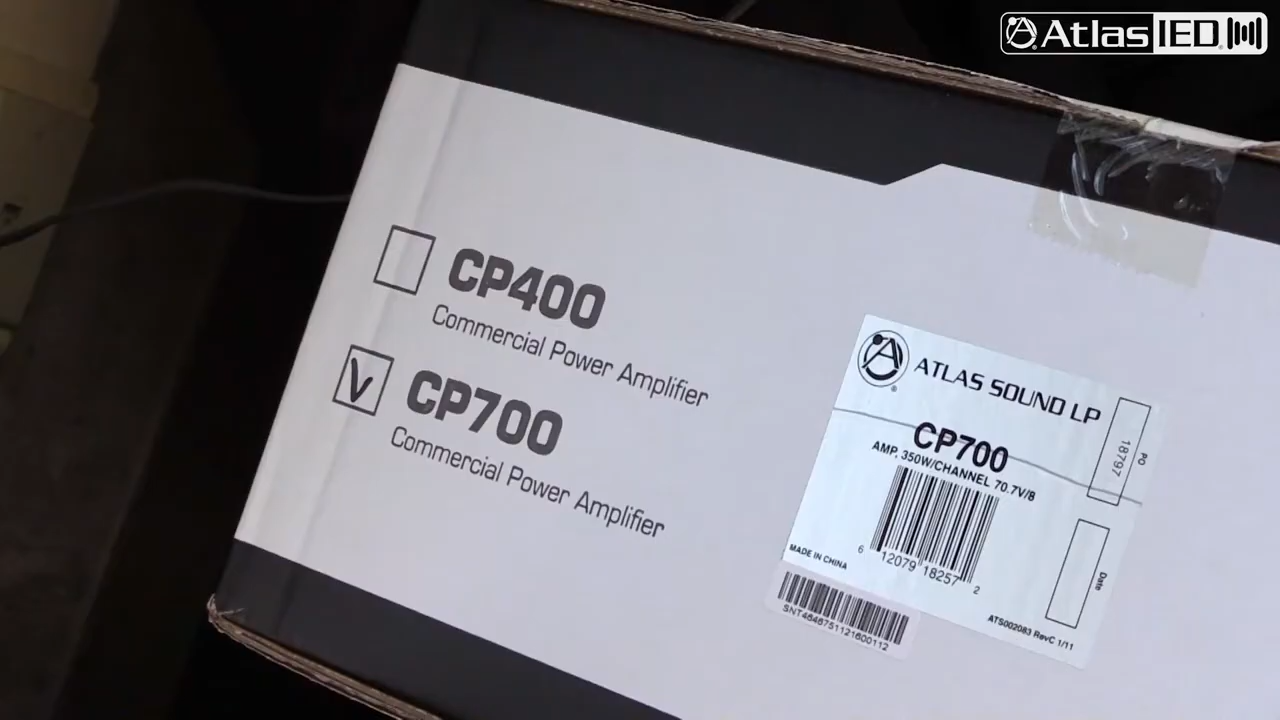 AtlasIED
CP400
Commercial Power Amplifier
CP700
Commercial Power Amplifier
ATLAS SOUND LP
CP700
AMP. 350W/CHANNEL 70.7V/8
6 12079 18257 2
MADE IN CHINA
SNT4646751121600112
PO
18797
Date
ATS002083 RevC 1/11